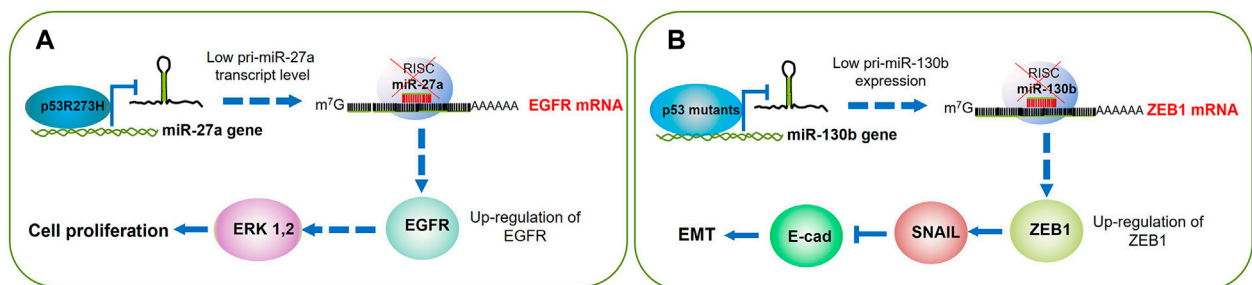 A
Low pri-miR-27a
transcript level
p53R273H
miR-27a gene
RISC
miR-27a
m⁷G
AAAAAA
EGFR mRNA
Cell proliferation
ERK 1,2
EGFR
Up-regulation of
EGFR
B
Low pri-miR-130b
expression
p53 mutants
miR-130b gene
RISC
miR-130b
m⁷G
AAAAAA
ZEB1 mRNA
EMT
E-cad
SNAIL
ZEB1
Up-regulation of
ZEB1